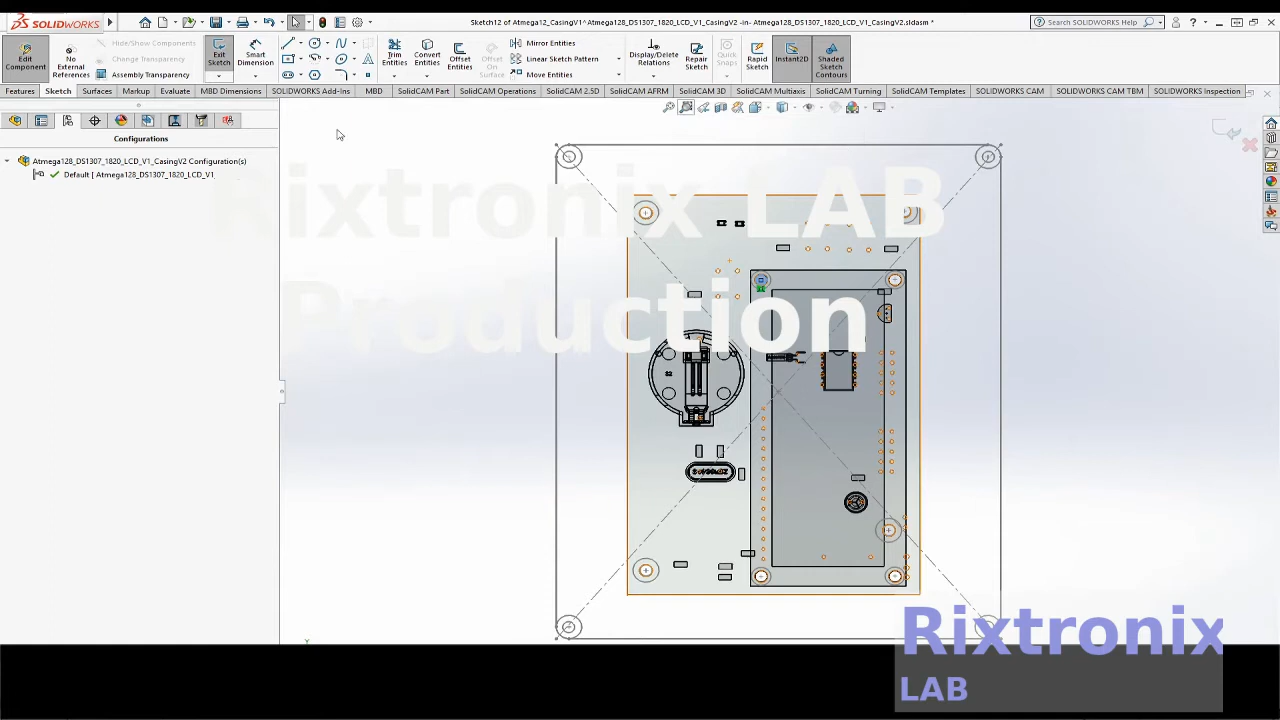 SOLIDWORKS
Sketch12 of Atmega12_CasingV1^Atmega128_DS1307_1820_LCD_V1_CasingV2 -in- Atmega128_DS1307_1820_LCD_V1_CasingV2.sldasm *
Search SOLIDWORKS Help
Edit Component
No External References
Hide/Show Components
Change Transparency
Assembly Transparency
Exit Sketch
Smart Dimension
Trim Entities
Convert Entities
Offset Entities
Offset On Surface
Mirror Entities
Linear Sketch Pattern
Move Entities
Display/Delete Relations
Repair Sketch
Quick Snaps
Rapid Sketch
Instant2D
Shaded Sketch Contours
Features Sketch Surfaces Markup Evaluate MBD Dimensions SOLIDWORKS Add-Ins MBD SolidCAM Part SolidCAM Operations SolidCAM 2.5D SolidCAM AFRM SolidCAM 3D SolidCAM Multiaxis SolidCAM Turning SolidCAM Templates SOLIDWORKS CAM SOLIDWORKS CAM TBM SOLIDWORKS Inspection
Configurations
Atmega128_DS1307_1820_LCD_V1_CasingV2 Configuration(s)
Default [ Atmega128_DS1307_1820_LCD_V1_
Rixtronix LAB
Production
Y
Rixtronix
LAB